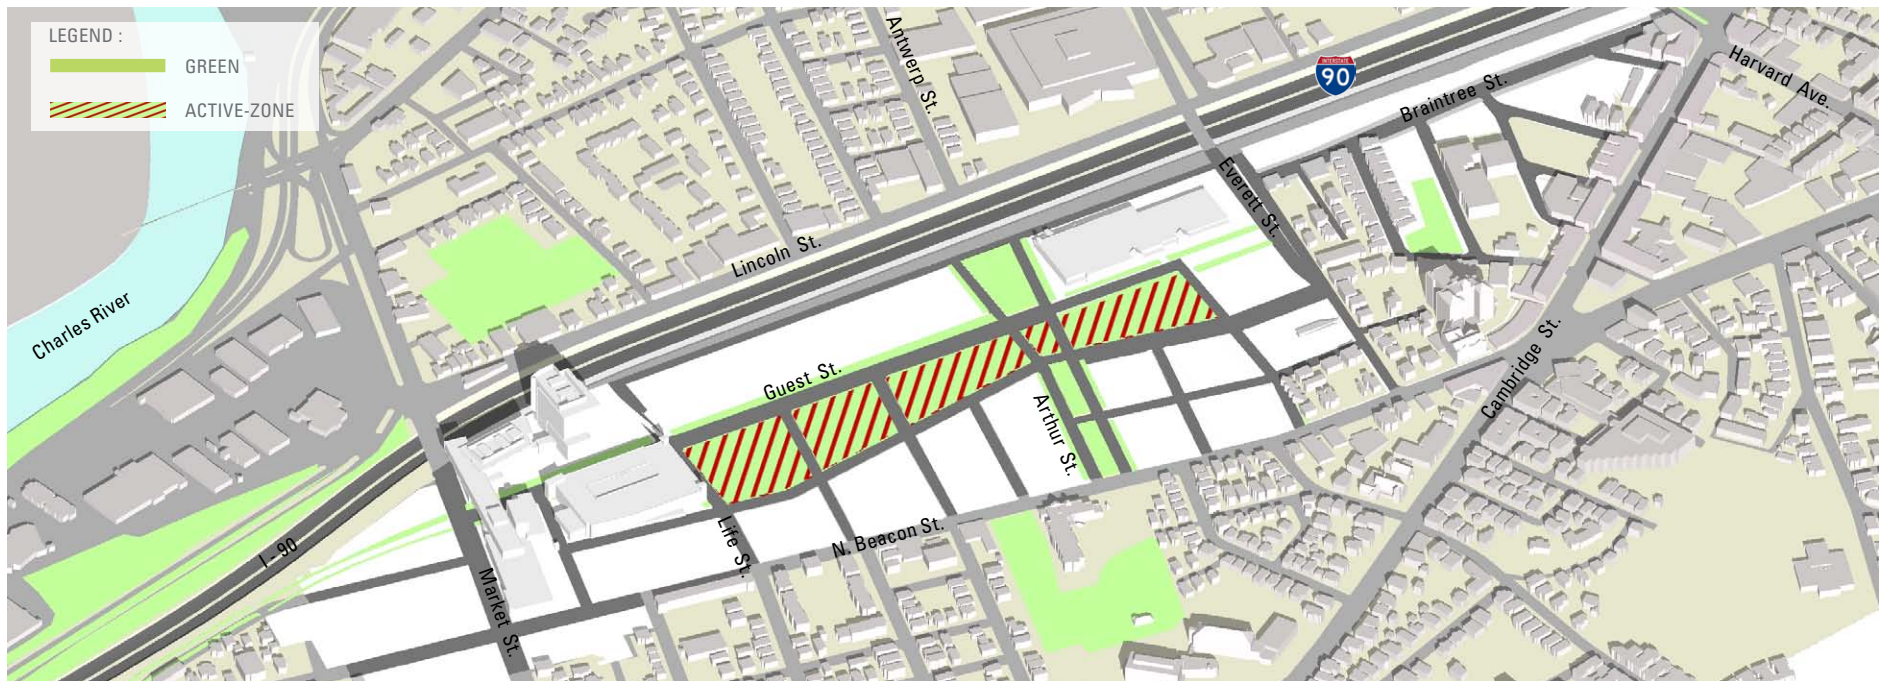 LEGEND :
GREEN
ACTIVE-ZONE
Antwerp St.
INTERSTATE
90
Harvard Ave.
Braintree St.
Everett St.
Lincoln St.
Charles River
Guest St.
Cambridge St.
Arthur St.
Life St.
N. Beacon St.
I - 90
Market St.